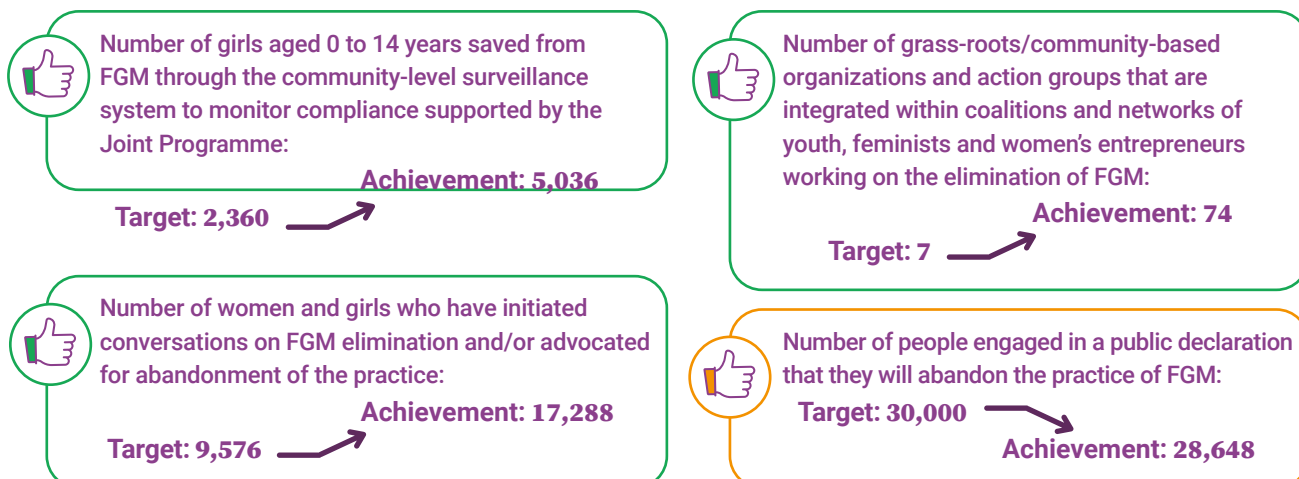 Number of girls aged 0 to 14 years saved from
FGM through the community-level surveillance
system to monitor compliance supported by the
Joint Programme:
Achievement: 5,036
Target: 2,360
Number of women and girls who have initiated
conversations on FGM elimination and/or advocated
for abandonment of the practice:
Achievement: 17,288
Target: 9,576
Number of grass-roots/community-based
organizations and action groups that are
integrated within coalitions and networks of
youth, feminists and women’s entrepreneurs
working on the elimination of FGM:
Achievement: 74
Target: 7
Number of people engaged in a public declaration
that they will abandon the practice of FGM:
Target: 30,000
Achievement: 28,648